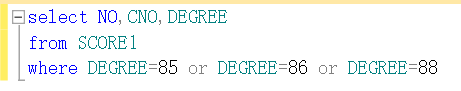 select NO,CNO,DEGREE
from SCORE1
where DEGREE=85 or DEGREE=86 or DEGREE=88